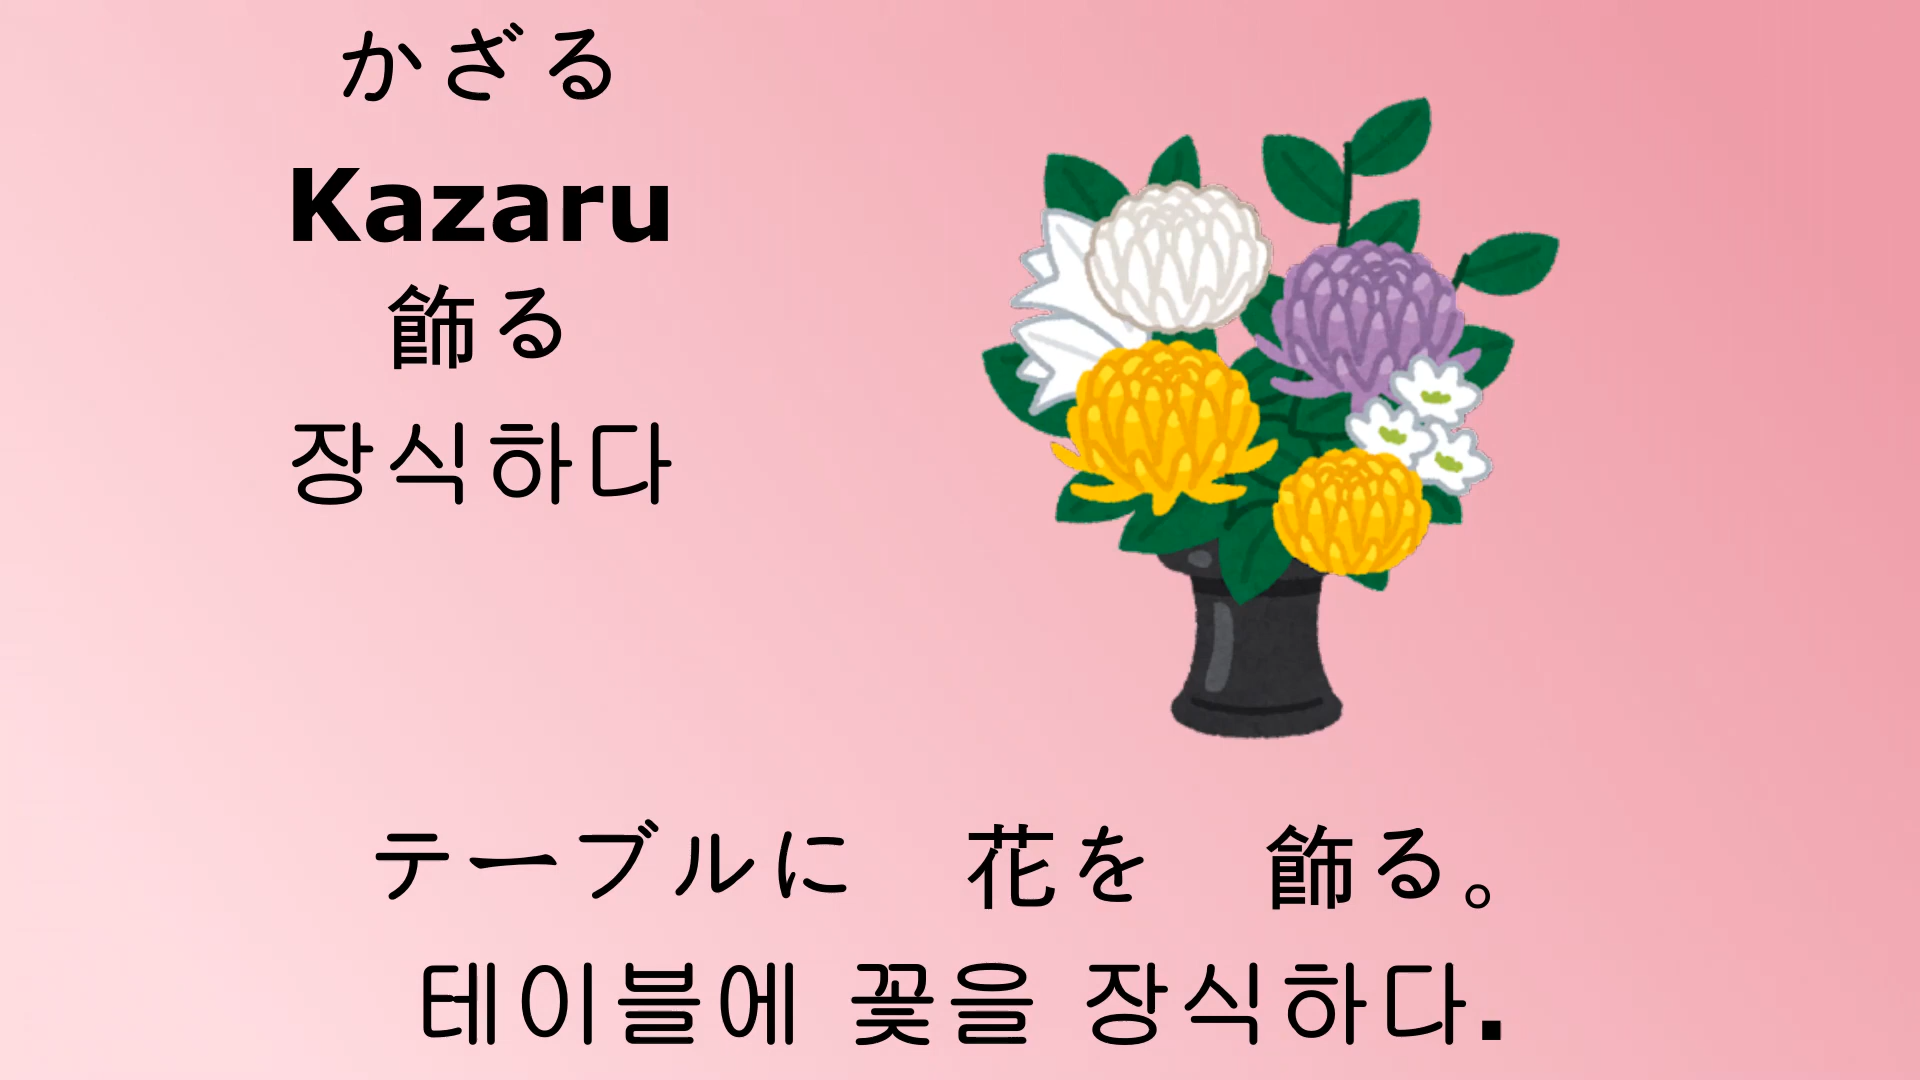 かざる
Kazaru
飾る
장식하다
テーブルに　花を　飾る。
테이블에 꽃을 장식하다.